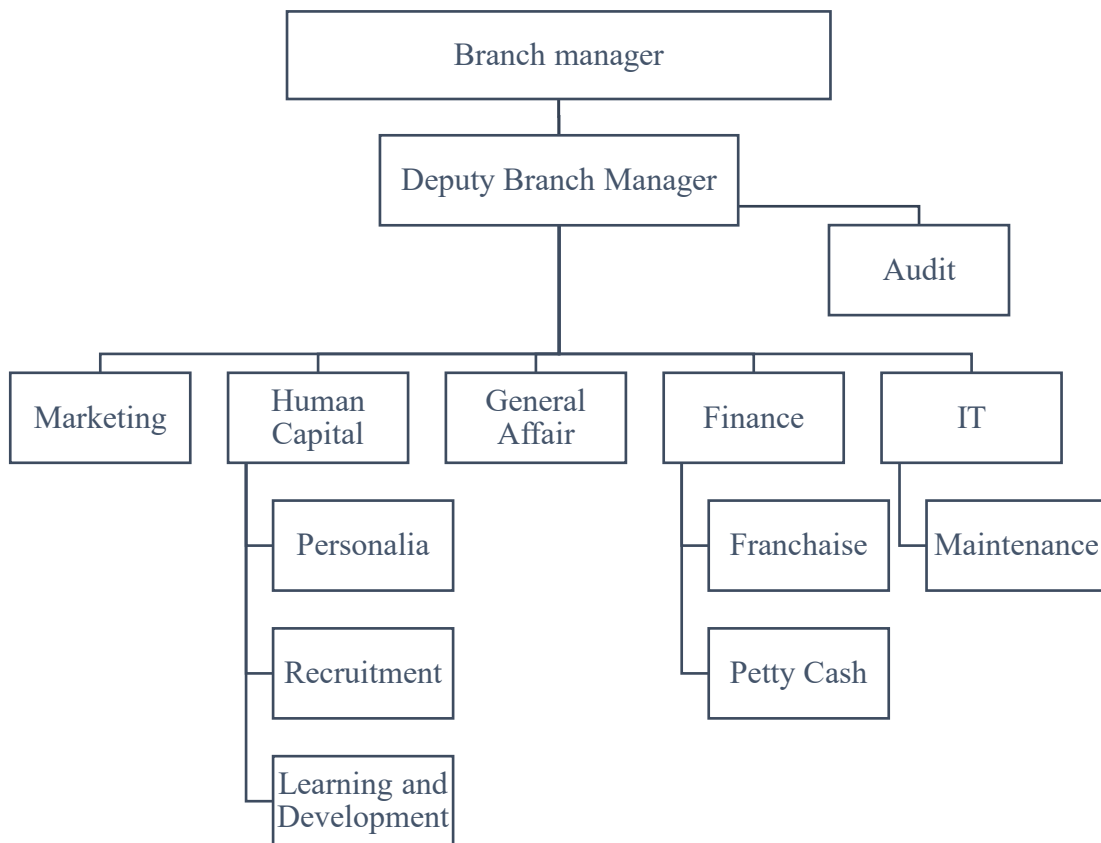 Branch manager
Deputy Branch Manager
Audit
Marketing
Human
Capital
General
Affair
Finance
IT
Personalia
Franchaise
Maintenance
Recruitment
Petty Cash
Learning and
Development